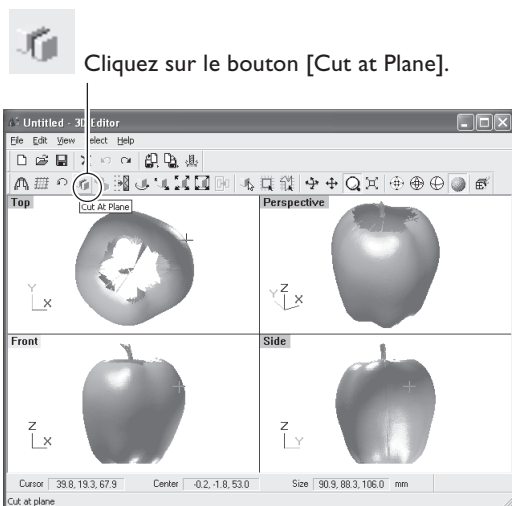 Cliquez sur le bouton [Cut at Plane].
Untitled - 3D Editor
File Edit View Select Help
Cut At Plane
Top
Perspective
Y
X
Y Z X
Front
Side
Z
X
Z
Y
Cursor 39.8, 19.3, 67.9 Center -0.2, -1.8, 53.0 Size 90.9, 88.3, 106.0 mm
Cut at plane